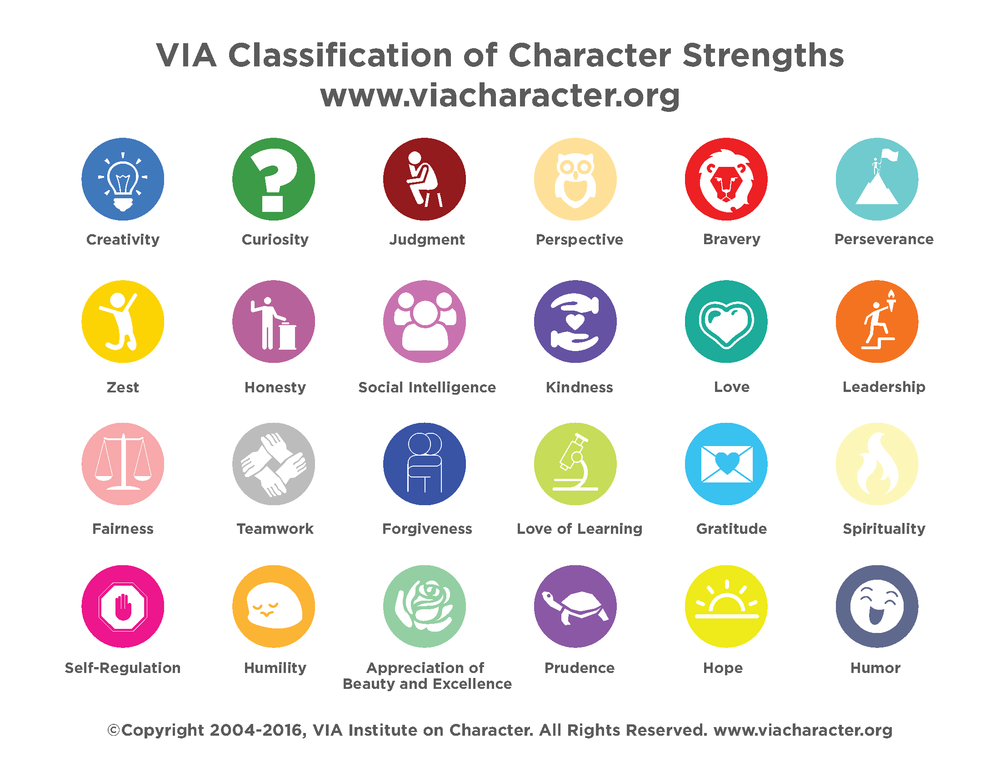 VIA Classification of Character Strengths
www.viacharacter.org
Creativity
Curiosity
Judgment
Perspective
Bravery
Perseverance
Zest
Honesty
Social Intelligence
Kindness
Love
Leadership
Fairness
Teamwork
Forgiveness
Love of Learning
Gratitude
Spirituality
Self-Regulation
Humility
Appreciation of
Beauty and Excellence
Prudence
Hope
Humor
©Copyright 2004-2016, VIA Institute on Character. All Rights Reserved. www.viacharacter.org